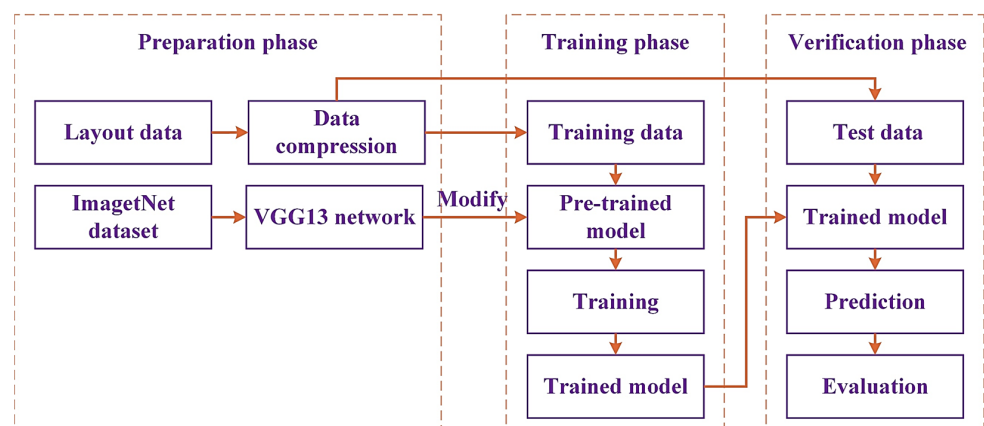 Preparation phase
Layout data
Data
compression
ImagetNet
dataset
VGG13 network
Modify
Training phase
Training data
Pre-trained
model
Training
Trained model
Verification phase
Test data
Trained model
Prediction
Evaluation